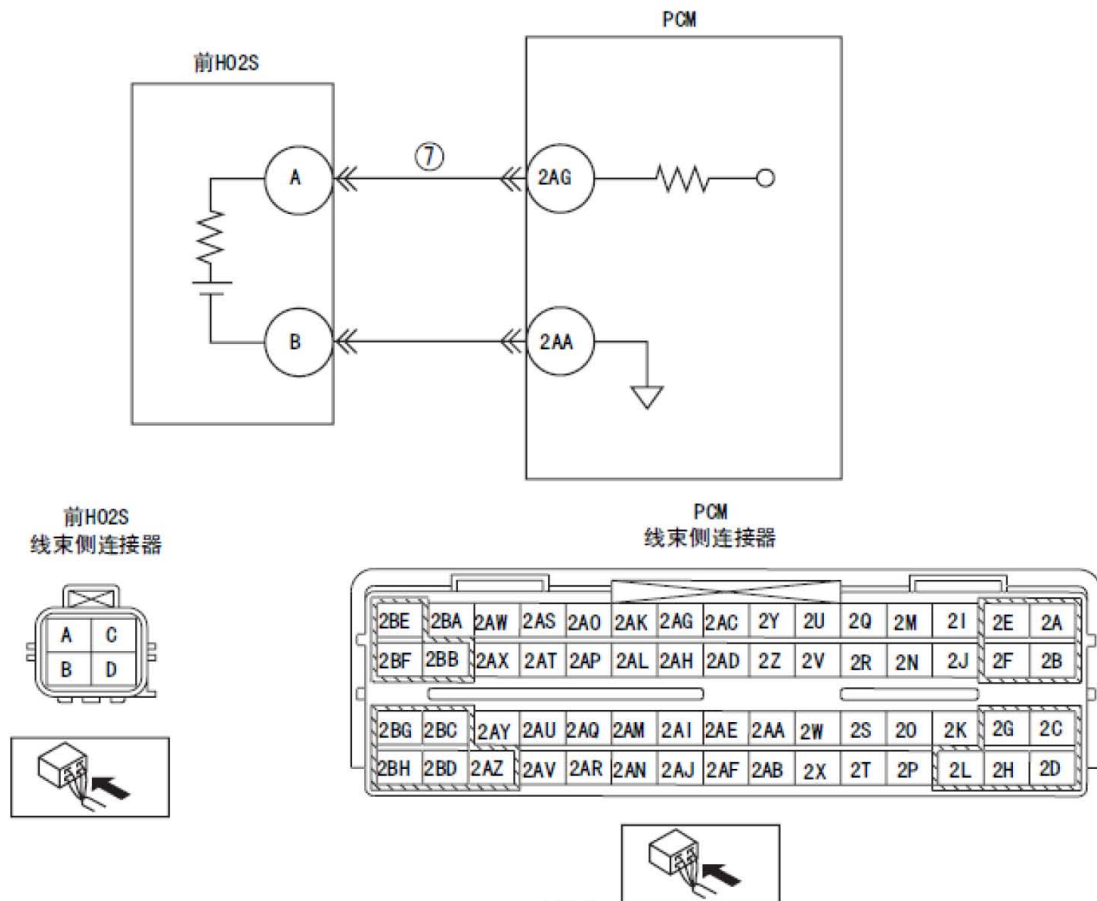 PCM
前HO2S
A
⑦
2AG
B
2AA
前HO2S
线束侧连接器
PCM
线束侧连接器
A C
B D
2BE 2BA 2AW 2AS 2AO 2AK 2AG 2AC 2Y 2U 2Q 2M 2I 2E 2A
2BF 2BB 2AX 2AT 2AP 2AL 2AH 2AD 2Z 2V 2R 2N 2J 2F 2B
2BG 2BC 2AY 2AU 2AQ 2AM 2AI 2AE 2AA 2W 2S 2O 2K 2G 2C
2BH 2BD 2AZ 2AV 2AR 2AN 2AJ 2AF 2AB 2X 2T 2P 2L 2H 2D